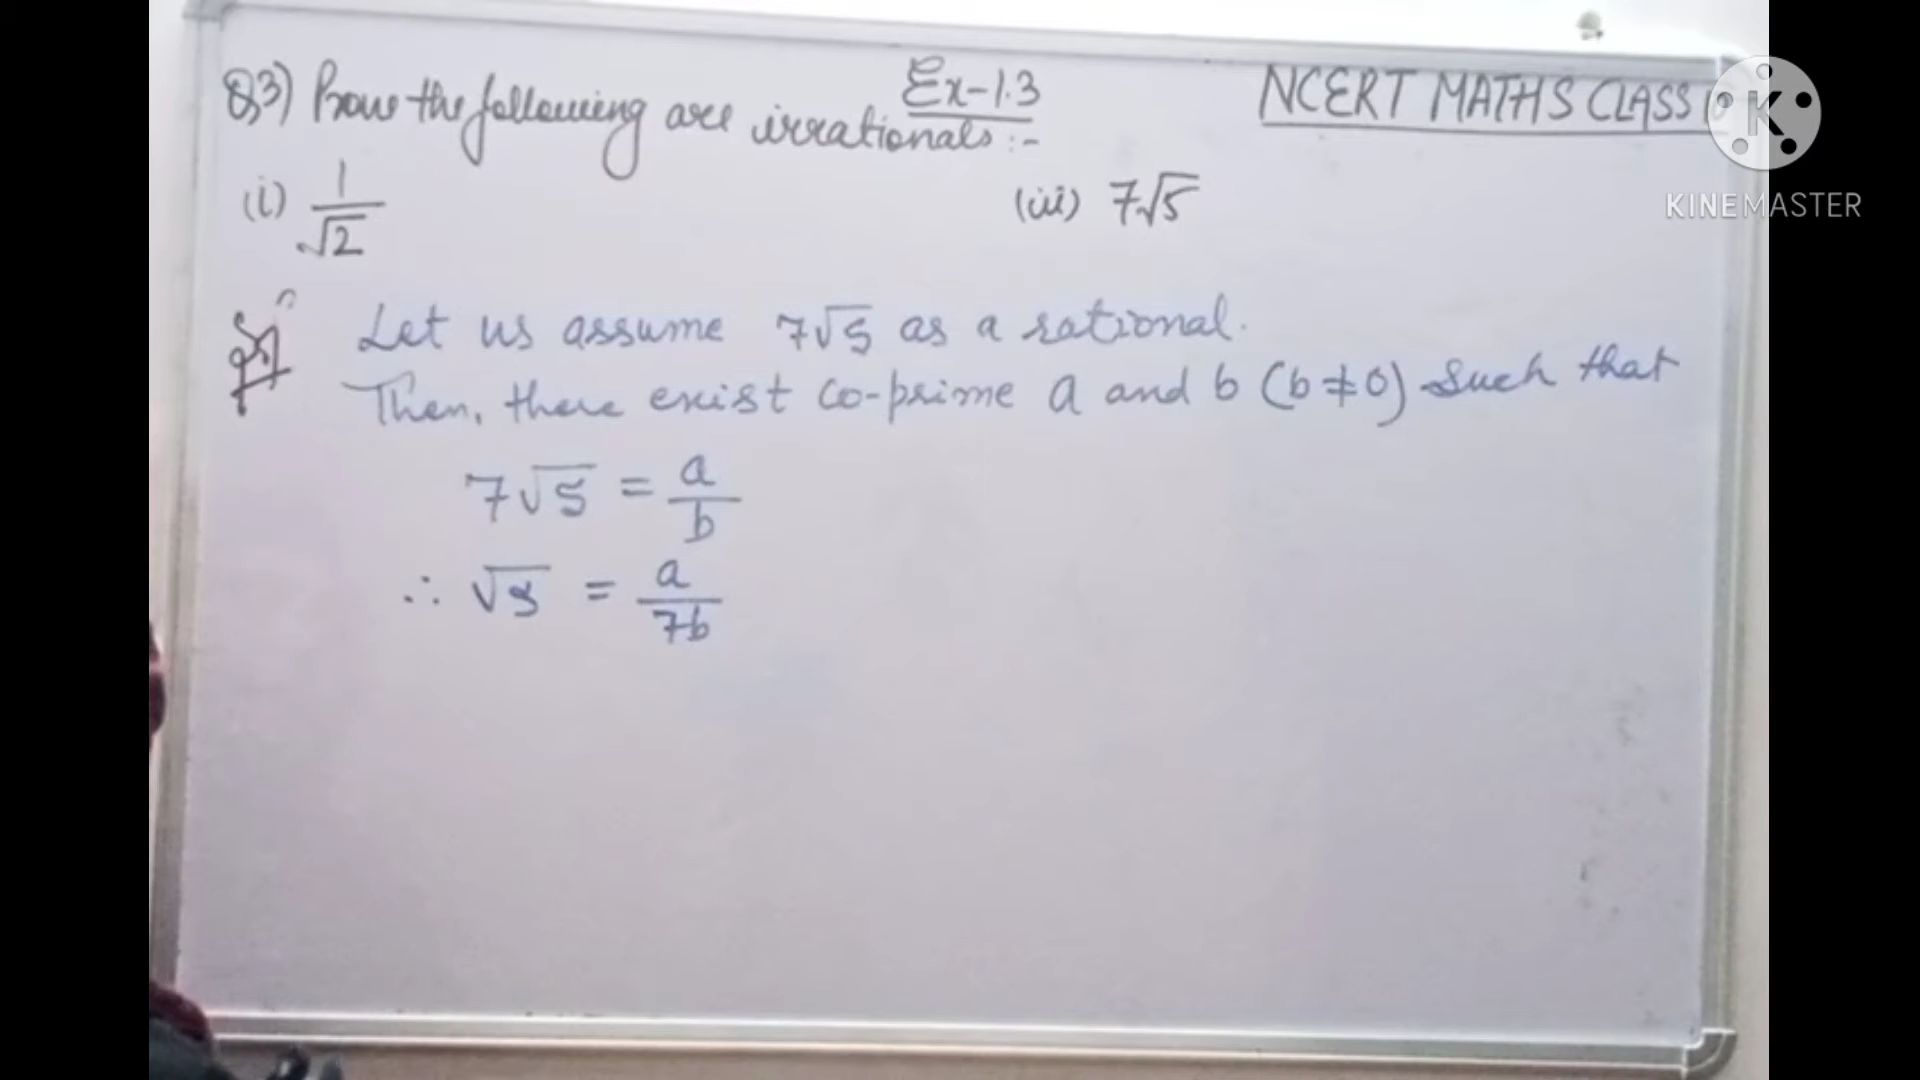 Ex-1.3
NCERT MATHS CLASS
Q3) Prove the following are irrationals:-
(i) 1/√2
(iii) 7√5
Let us assume 7√5 as a rational.
Then, there exist co-prime a and b (b≠0) such that
7√5 = a/b
∴ √5 = a/7b
K
KINEMASTER